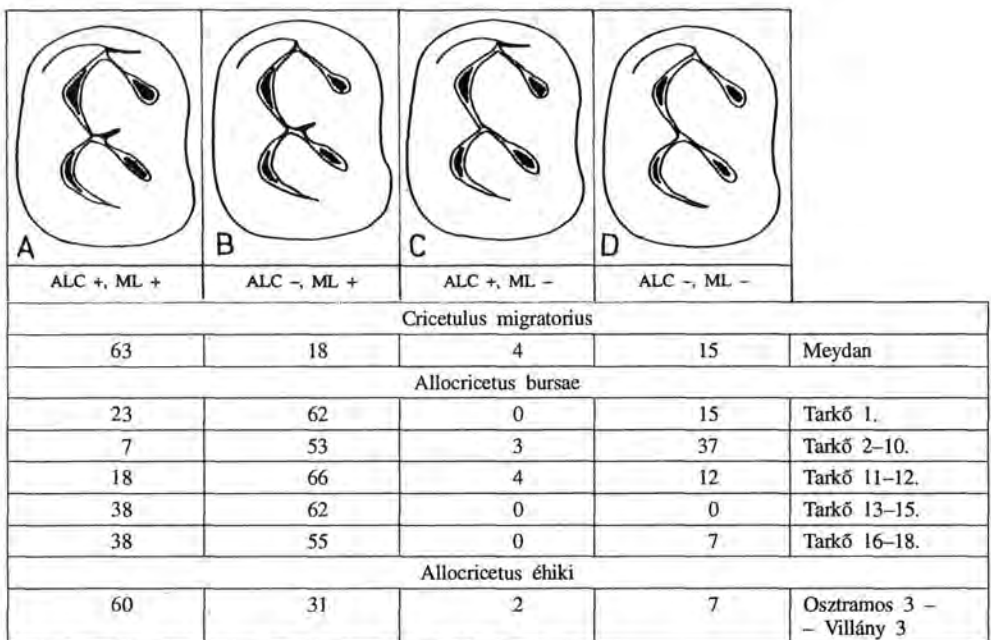 A B C D
ALC +, ML + ALC –, ML + ALC +, ML – ALC –, ML –
Cricetulus migratorius
63 18 4 15 Meydan
Allocricetus bursae
23 62 0 15 Tarkő 1.
7 53 3 37 Tarkő 2–10.
18 66 4 12 Tarkő 11–12.
38 62 0 0 Tarkő 13–15.
38 55 0 7 Tarkő 16–18.
Allocricetus éhiki
60 31 2 7 Osztramos 3 –
– Villány 3